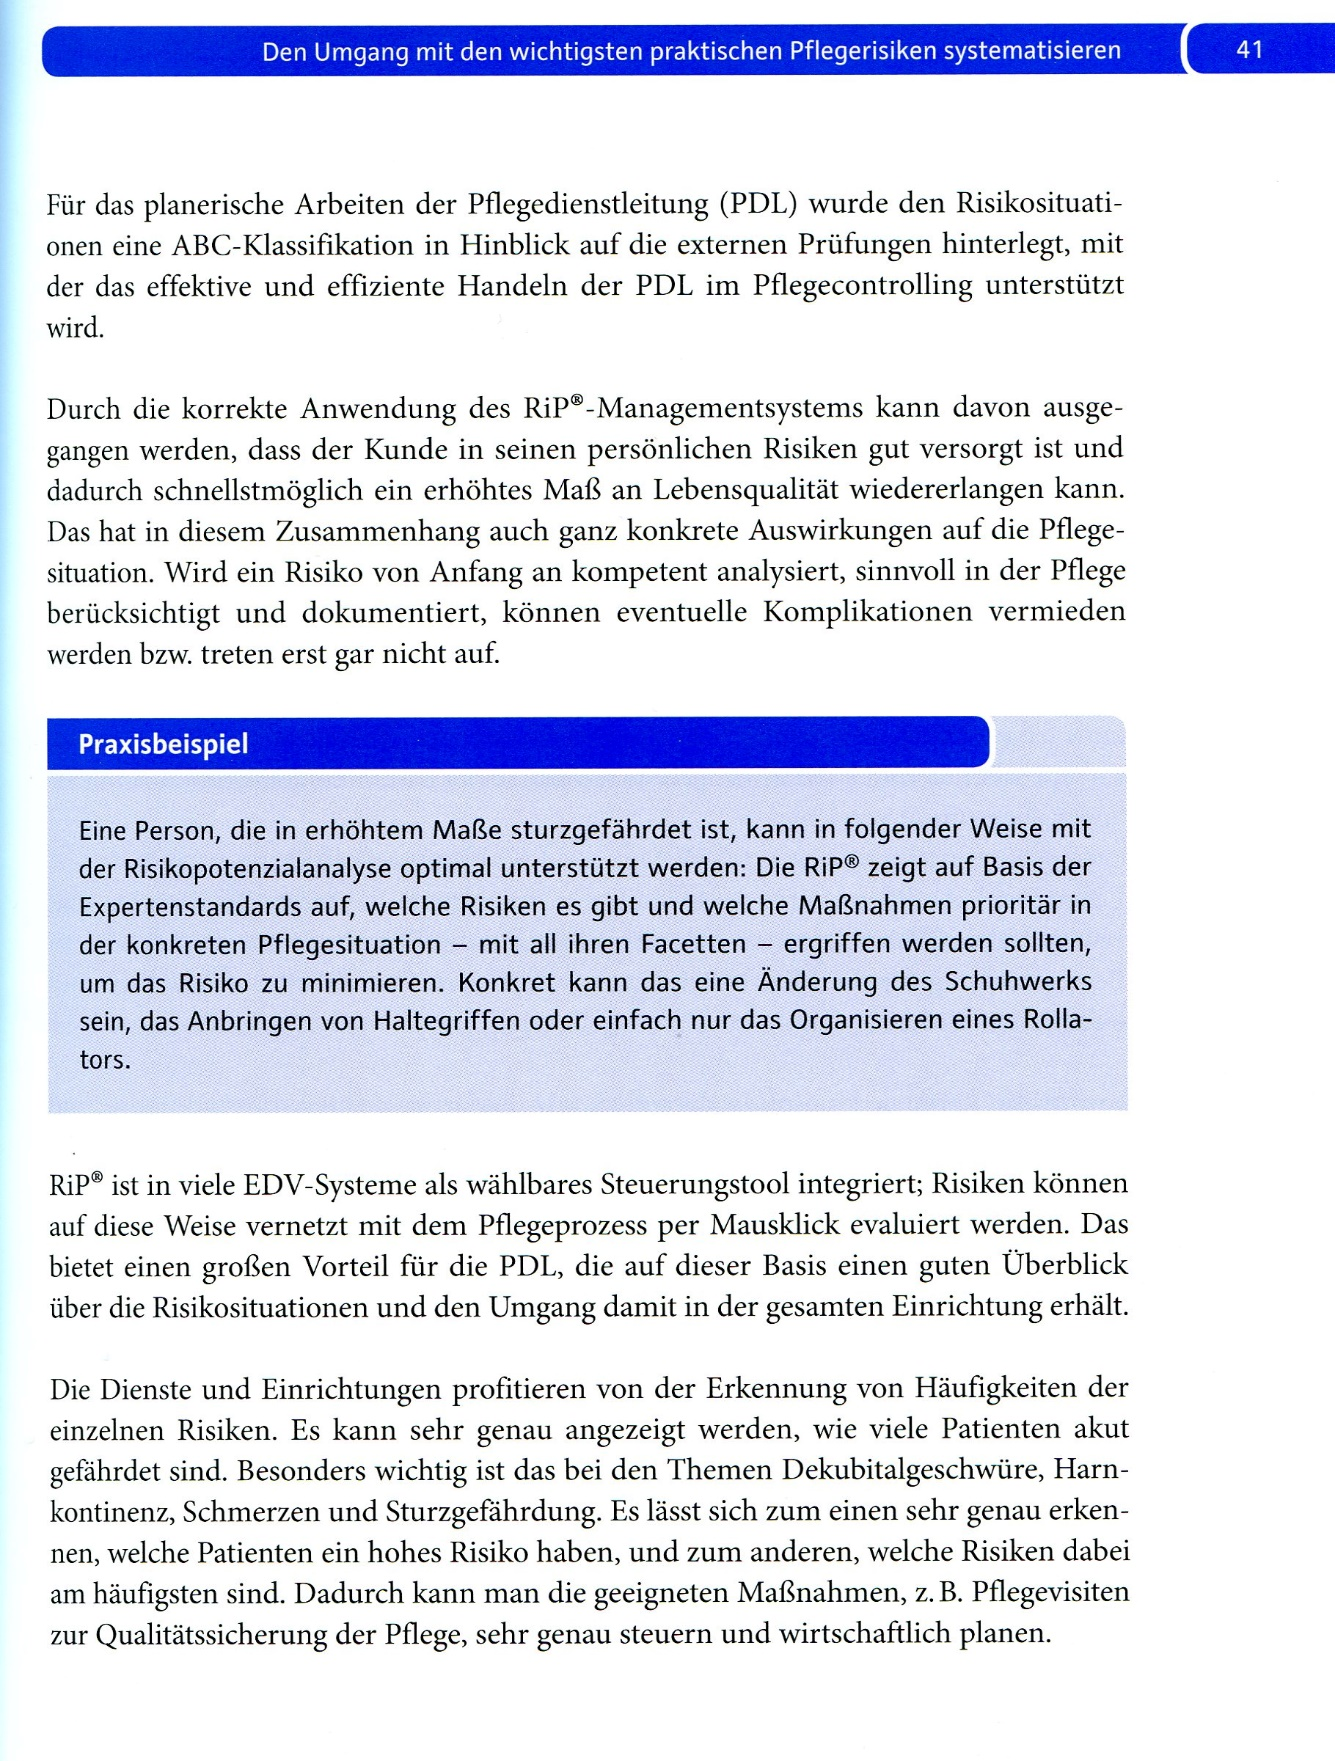 Den Umgang mit den wichtigsten praktischen Pflegerisiken systematisieren 41
Für das planerische Arbeiten der Pflegedienstleitung (PDL) wurde den Risikosituati-
onen eine ABC-Klassifikation in Hinblick auf die externen Prüfungen hinterlegt, mit
der das effektive und effiziente Handeln der PDL im Pflegecontrolling unterstützt
wird.
Durch die korrekte Anwendung des RiP®-Managementsystems kann davon ausge-
gangen werden, dass der Kunde in seinen persönlichen Risiken gut versorgt ist und
dadurch schnellstmöglich ein erhöhtes Maß an Lebensqualität wiedererlangen kann.
Das hat in diesem Zusammenhang auch ganz konkrete Auswirkungen auf die Pflege-
situation. Wird ein Risiko von Anfang an kompetent analysiert, sinnvoll in der Pflege
berücksichtigt und dokumentiert, können eventuelle Komplikationen vermieden
werden bzw. treten erst gar nicht auf.
Praxisbeispiel
Eine Person, die in erhöhtem Maße sturzgefährdet ist, kann in folgender Weise mit
der Risikopotenzialanalyse optimal unterstützt werden: Die RiP® zeigt auf Basis der
Expertenstandards auf, welche Risiken es gibt und welche Maßnahmen prioritär in
der konkreten Pflegesituation – mit all ihren Facetten – ergriffen werden sollten,
um das Risiko zu minimieren. Konkret kann das eine Änderung des Schuhwerks
sein, das Anbringen von Haltegriffen oder einfach nur das Organisieren eines Rolla-
tors.
RiP® ist in viele EDV-Systeme als wählbares Steuerungstool integriert; Risiken können
auf diese Weise vernetzt mit dem Pflegeprozess per Mausklick evaluiert werden. Das
bietet einen großen Vorteil für die PDL, die auf dieser Basis einen guten Überblick
über die Risikosituationen und den Umgang damit in der gesamten Einrichtung erhält.
Die Dienste und Einrichtungen profitieren von der Erkennung von Häufigkeiten der
einzelnen Risiken. Es kann sehr genau angezeigt werden, wie viele Patienten akut
gefährdet sind. Besonders wichtig ist das bei den Themen Dekubitalgeschwüre, Harn-
kontinenz, Schmerzen und Sturzgefährdung. Es lässt sich zum einen sehr genau erken-
nen, welche Patienten ein hohes Risiko haben, und zum anderen, welche Risiken dabei
am häufigsten sind. Dadurch kann man die geeigneten Maßnahmen, z. B. Pflegevisiten
zur Qualitätssicherung der Pflege, sehr genau steuern und wirtschaftlich planen.